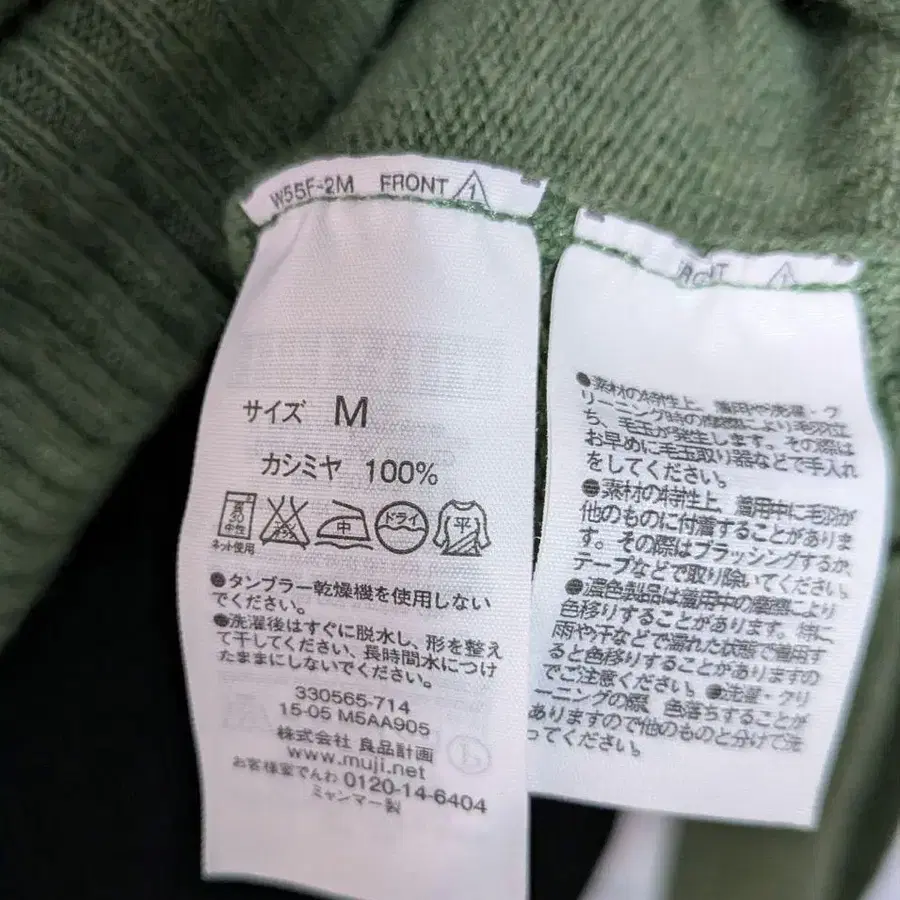 W55F-2M FRONT 1
サイズ M
カシミヤ 100%
中性
中
ドライ
平
ネット使用
●タンブラー乾燥機を使用しない
でください。
●洗濯後はすぐに脱水し、形を整え
て干してください、長時間水につけ
たままにしないでください。
330565-714
15-05 M5AA905
株式会社 良品計画
www.muji.net
お客様室でんわ 0120-14-6404
ミャンマー製
●素材の特性上、着用や洗濯・ク
リーニング時の摩擦により毛羽立
ち、毛玉が発生します。その際は
お早めに毛玉取り器などで手入れ
をしてください。
●素材の特性上、着用中に毛羽が
他のものに付着することがありま
す。その際はブラッシングするか、
テープなどで取り除いてください。
●濃色製品は着用中の摩擦により
色移りすることがあります。特に
雨や汗などで濡れた状態で着用す
ると色移りすることがありますの
でご注意ください。●洗濯・クリ
ーニングの際、色落ちすることが
ありますので他のものと分けて洗
ってください。